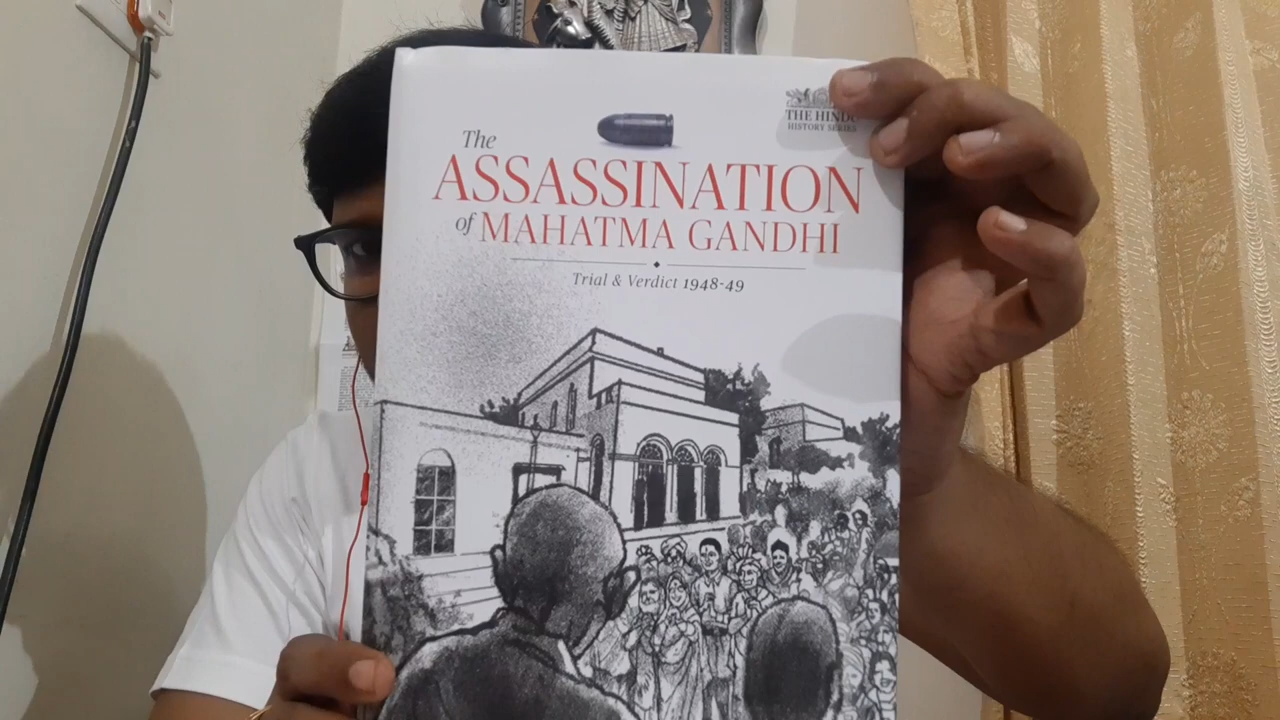 THE HINDU
HISTORY SERIES
The
ASSASSINATION
of MAHATMA GANDHI
Trial & Verdict 1948-49